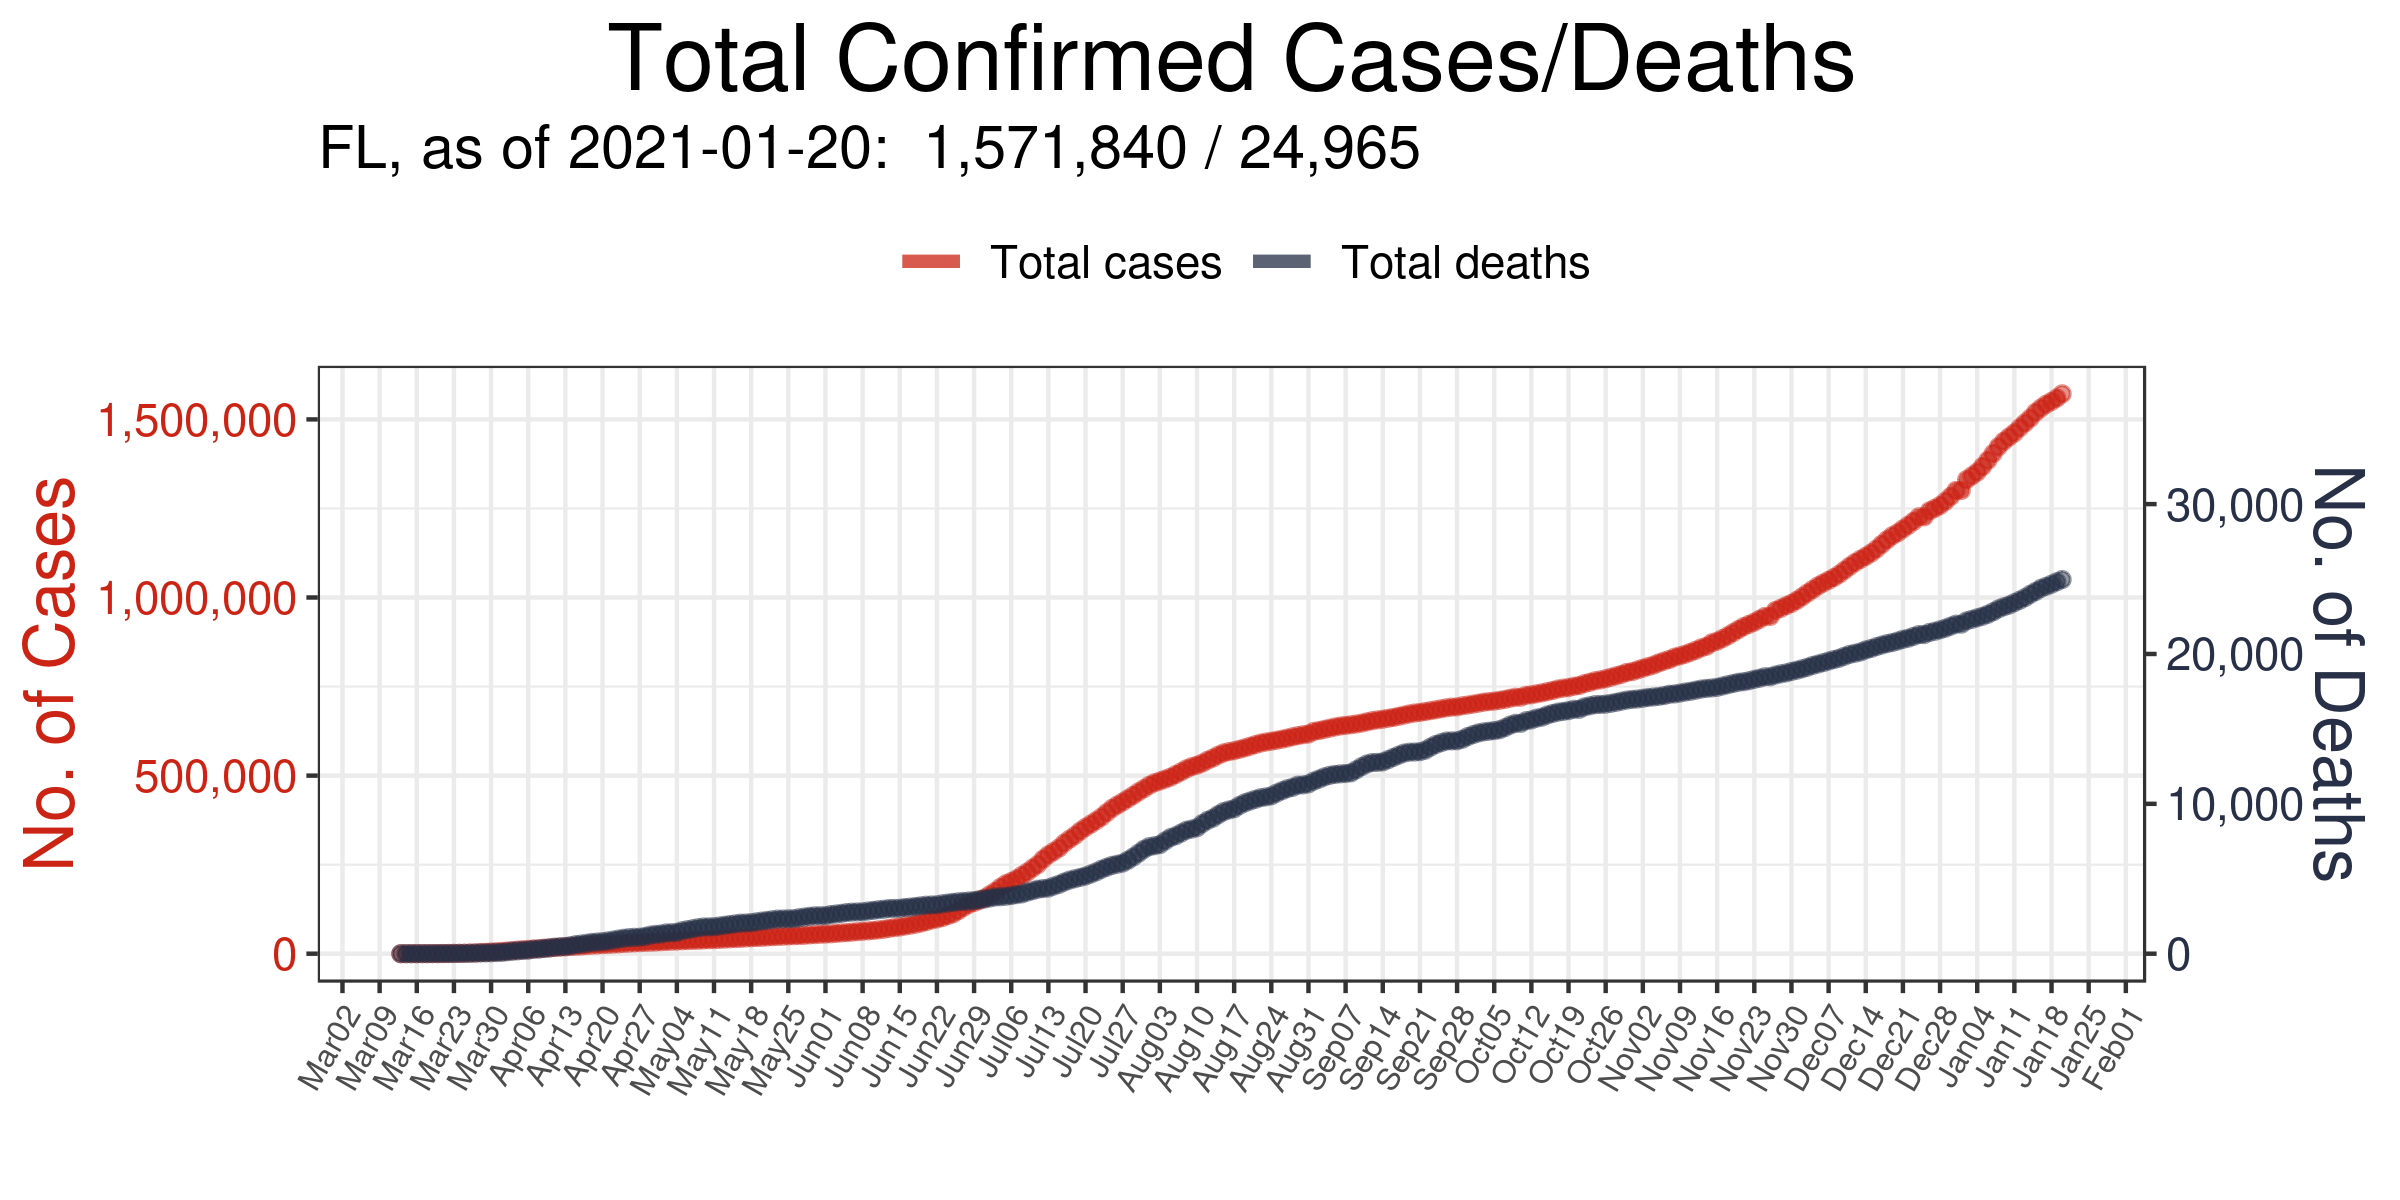 Total Confirmed Cases/Deaths
FL, as of 2021-01-20:  1,571,840 / 24,965
Total cases
Total deaths
No. of Cases
1,500,000
1,000,000
500,000
0
30,000
20,000
10,000
0
No. of Deaths
Mar02
Mar09
Mar16
Mar23
Mar30
Apr06
Apr13
Apr20
Apr27
May04
May11
May18
May25
Jun01
Jun08
Jun15
Jun22
Jun29
Jul06
Jul13
Jul20
Jul27
Aug03
Aug10
Aug17
Aug24
Aug31
Sep07
Sep14
Sep21
Sep28
Oct05
Oct12
Oct19
Oct26
Nov02
Nov09
Nov16
Nov23
Nov30
Dec07
Dec14
Dec21
Dec28
Jan04
Jan11
Jan18
Jan25
Feb01